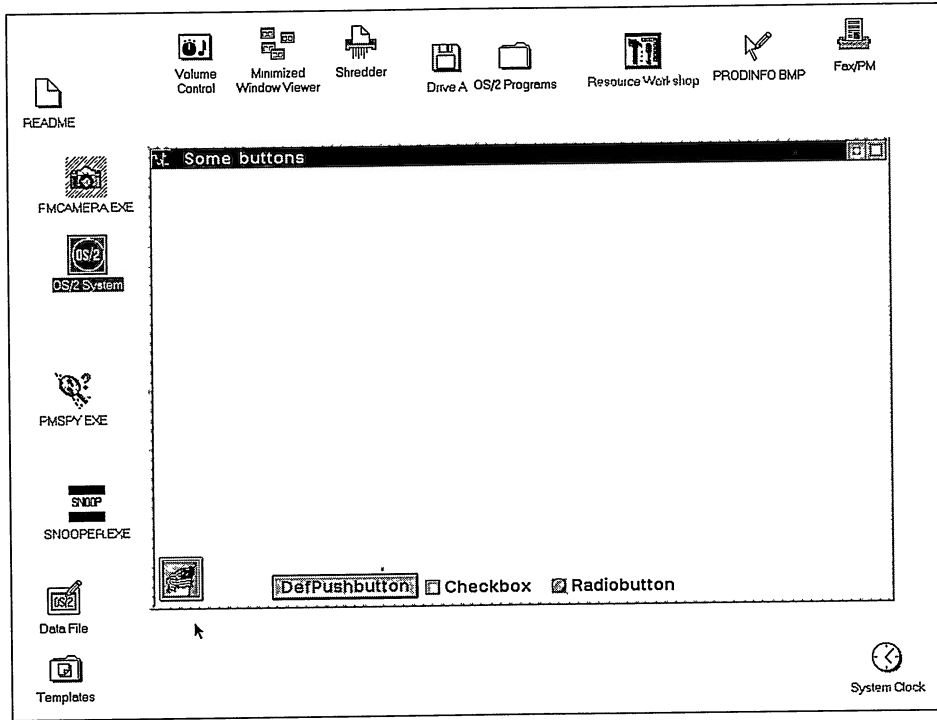 Volume
Control
Minimized
Window Viewer
Shredder
Drive A
OS/2 Programs
Resource Workshop
PRODINFO BMP
Fax/PM
README
Some buttons
FMCAMERA.EXE
OS/2
OS/2 System
PMSPY EXE
SNOOP
SNOOPER.EXE
DefPushbutton
Checkbox
Radiobutton
OS/2
Data File
Templates
System Clock